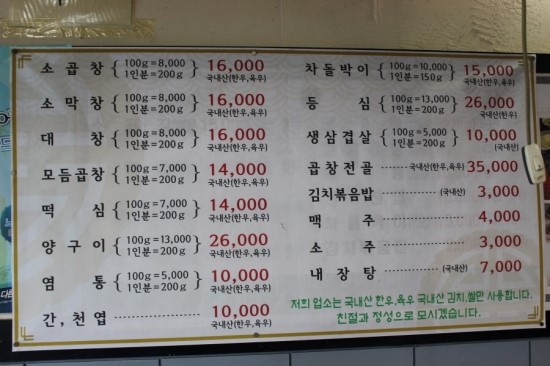 소 곱 창 { 100g=8,000 1인분=200g } 16,000 국내산(한우,육우)
소 막 창 { 100g=8,000 1인분=200g } 16,000 국내산(한우,육우)
대 창 { 100g=8,000 1인분=200g } 16,000 국내산(한우,육우)
모듬곱창 { 100g=7,000 1인분=200g } 14,000 국내산(한우,육우)
떡 심 { 100g=7,000 1인분=200g } 14,000 국내산(한우,육우)
양 구 이 { 100g=13,000 1인분=200g } 26,000 국내산(한우,육우)
염 통 { 100g=5,000 1인분=200g } 10,000 국내산(한우,육우)
간, 천엽 10,000 국내산(한우,육우)
차돌박이 { 100g=10,000 1인분=150g } 15,000 국내산(한우,육우)
등 심 { 100g=13,000 1인분=200g } 26,000 국내산(한우)
생삼겹살 { 100g=5,000 1인분=200g } 10,000 (국내산)
곱창전골 국내산(한우,육우) 35,000
김치볶음밥 (국내산) 3,000
맥 주 4,000
소 주 3,000
내 장 탕 (국내산) 7,000
저희 업소는 국내산 한우,육우 국내산 김치,쌀만 사용합니다.
친절과 정성으로 모시겠습니다.